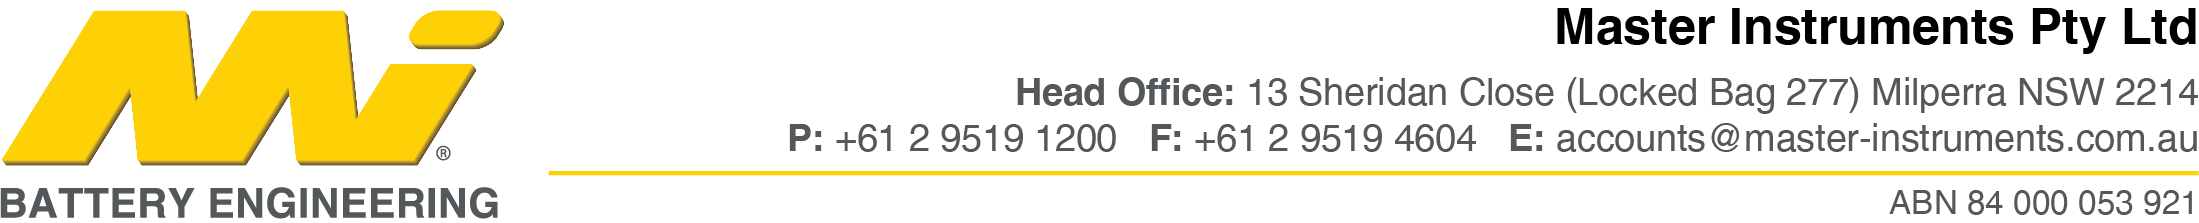 Mi®
BATTERY ENGINEERING
Master Instruments Pty Ltd
Head Office: 13 Sheridan Close (Locked Bag 277) Milperra NSW 2214
P: +61 2 9519 1200 F: +61 2 9519 4604 E: accounts@master-instruments.com.au
ABN 84 000 053 921